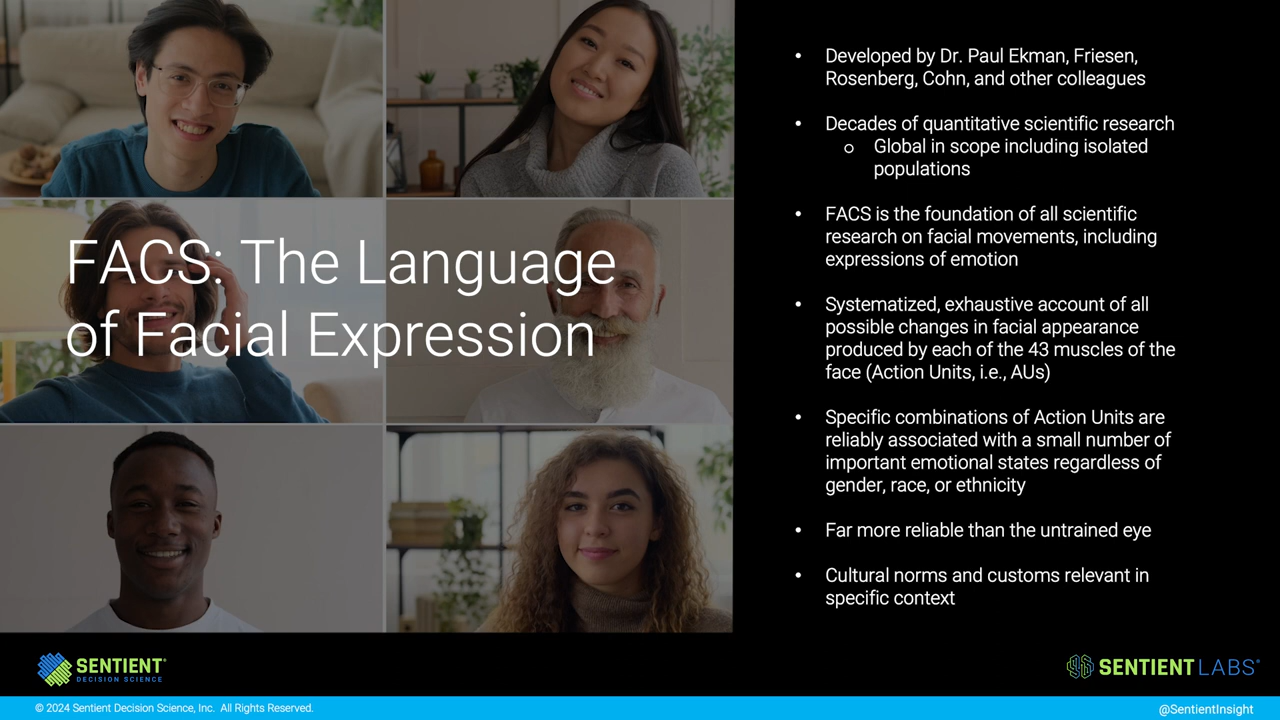 FACS: The Language
of Facial Expression
• Developed by Dr. Paul Ekman, Friesen,
Rosenberg, Cohn, and other colleagues
• Decades of quantitative scientific research
o Global in scope including isolated
populations
• FACS is the foundation of all scientific
research on facial movements, including
expressions of emotion
• Systematized, exhaustive account of all
possible changes in facial appearance
produced by each of the 43 muscles of the
face (Action Units, i.e., AUs)
• Specific combinations of Action Units are
reliably associated with a small number of
important emotional states regardless of
gender, race, or ethnicity
• Far more reliable than the untrained eye
• Cultural norms and customs relevant in
specific context
SENTIENT®
DECISION SCIENCE
SENTIENT LABS®
© 2024 Sentient Decision Science, Inc. All Rights Reserved.
@SentientInsight